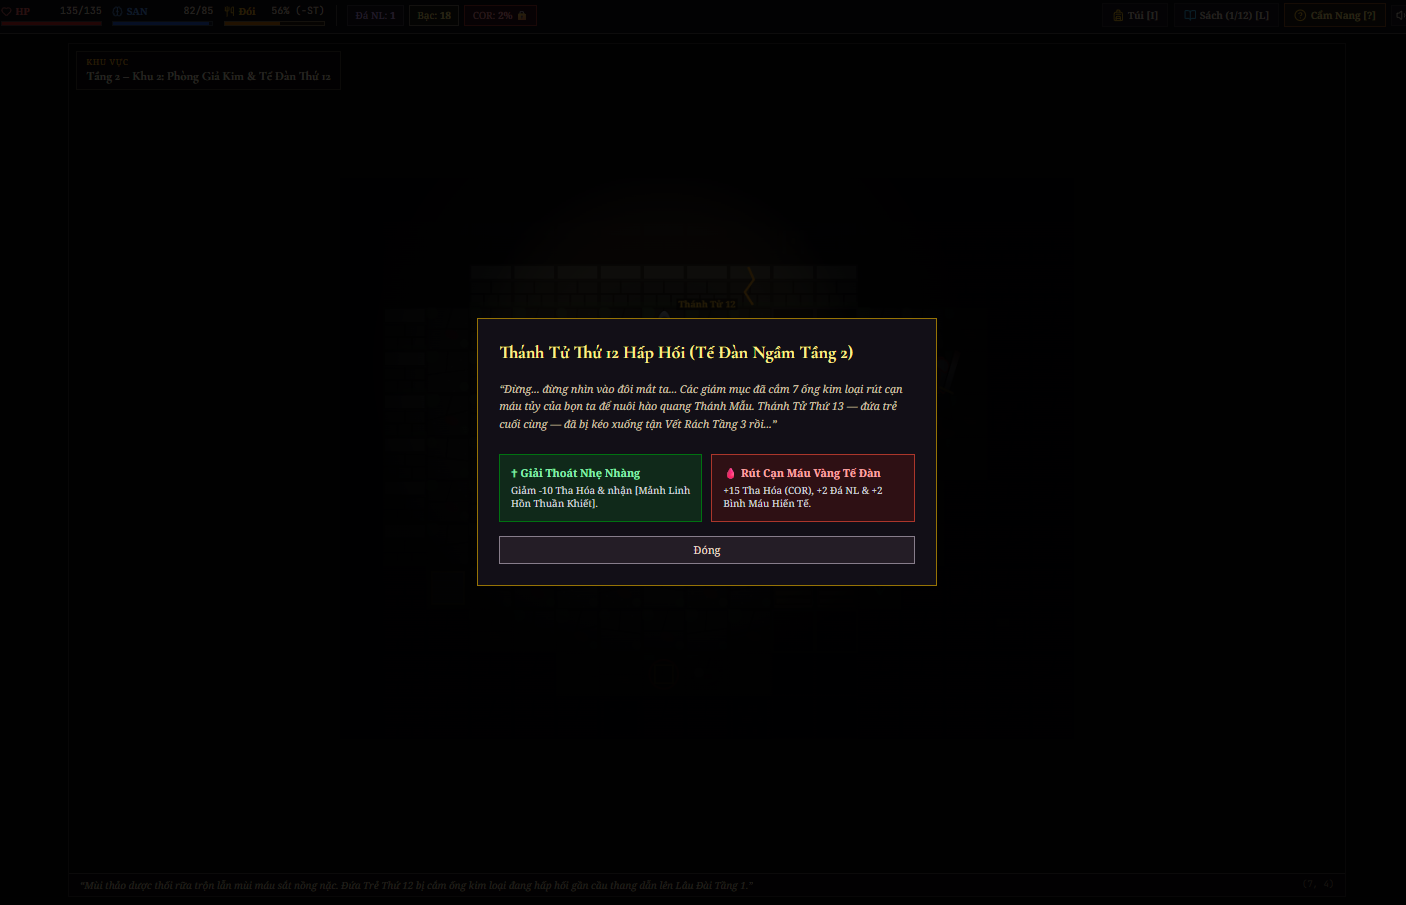 HP 135/135 SAN 82/85 Đói 56% (-ST) Đá NL: 1 Bạc: 18 COR: 2% Túi [I] Sách (1/12) [L] Cẩm Nang [?]
KHU VỰC
Tầng 2 – Khu 2: Phòng Giả Kim & Tế Đàn Thứ 12
Thánh Tử 12
Thánh Tử Thứ 12 Hấp Hối (Tế Đàn Ngầm Tầng 2)
“Đừng... đừng nhìn vào đôi mắt ta... Các giám mục đã cắm 7 ống kim loại rút cạn
máu tủy của bọn ta để nuôi hào quang Thánh Mẫu. Thánh Tử Thứ 13 — đứa trẻ
cuối cùng — đã bị kéo xuống tận Vết Rách Tầng 3 rồi...”
† Giải Thoát Nhẹ Nhàng
Giảm -10 Tha Hóa & nhận [Mảnh Linh
Hồn Thuần Khiết].
Rút Cạn Máu Vàng Tế Đàn
+15 Tha Hóa (COR), +2 Đá NL & +2
Bình Máu Hiến Tế.
Đóng
“Mùi thảo dược thối rữa trộn lẫn mùi máu sắt nồng nặc. Đứa Trẻ Thứ 12 bị cắm ống kim loại đang hấp hối gần cầu thang dẫn lên Lâu Đài Tầng 1.”
(7, 4)